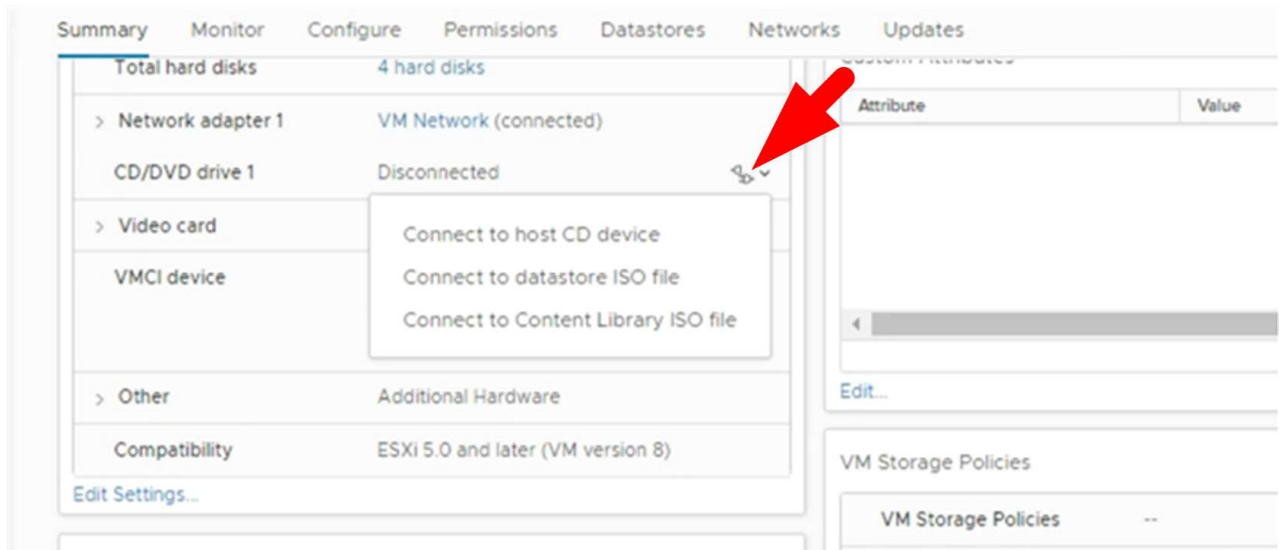 Summary Monitor Configure Permissions Datastores Networks Updates
Total hard disks 4 hard disks
Custom Attributes
Attribute Value
Network adapter 1 VM Network (connected)
CD/DVD drive 1 Disconnected
Video card
Connect to host CD device
VMCI device
Connect to datastore ISO file
Connect to Content Library ISO file
Other Additional Hardware
Edit...
Compatibility ESXi 5.0 and later (VM version 8)
Edit Settings...
VM Storage Policies
VM Storage Policies --